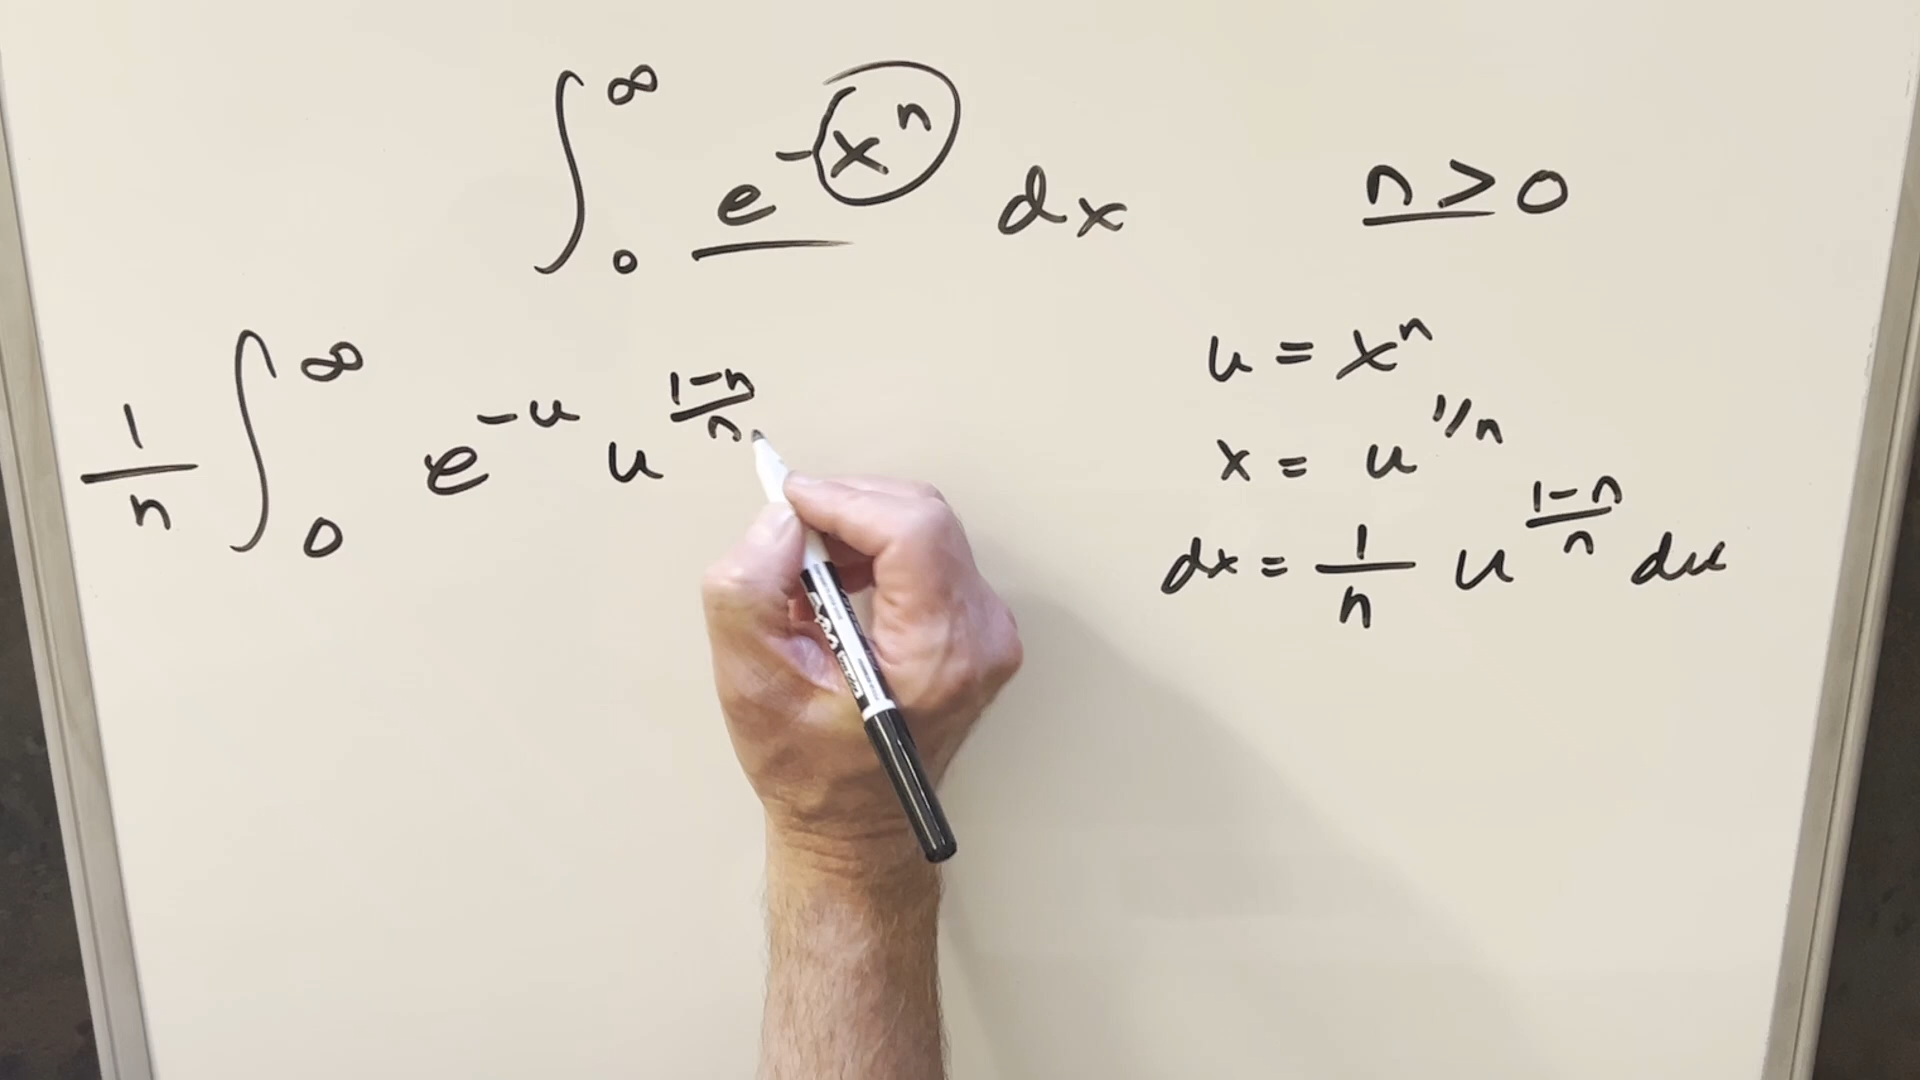 ∫₀^∞ e^(-x^n) dx    n > 0
u = x^n
x = u^(1/n)
dx = 1/n u^((1-n)/n) du
1/n ∫₀^∞ e^(-u) u^((1-n)/n)